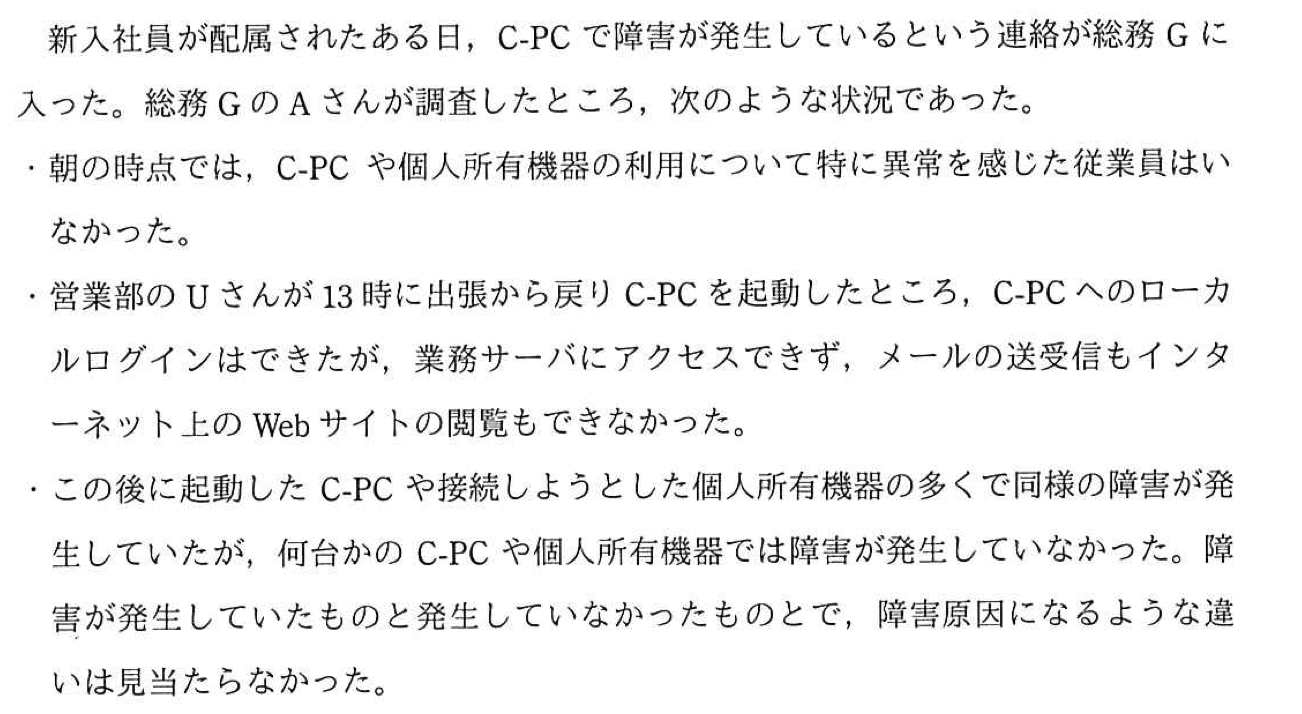 新入社員が配属されたある日，C-PC で障害が発生しているという連絡が総務 G に
入った。総務 G の A さんが調査したところ，次のような状況であった。
・朝の時点では，C-PC や個人所有機器の利用について特に異常を感じた従業員はい
なかった。
・営業部の U さんが 13 時に出張から戻り C-PC を起動したところ，C-PC へのローカ
ルログインはできたが，業務サーバにアクセスできず，メールの送受信もインタ
ーネット上の Web サイトの閲覧もできなかった。
・この後に起動した C-PC や接続しようとした個人所有機器の多くで同様の障害が発
生していたが，何台かの C-PC や個人所有機器では障害が発生していなかった。障
害が発生していたものと発生していなかったものとで，障害原因になるような違
いは見当たらなかった。